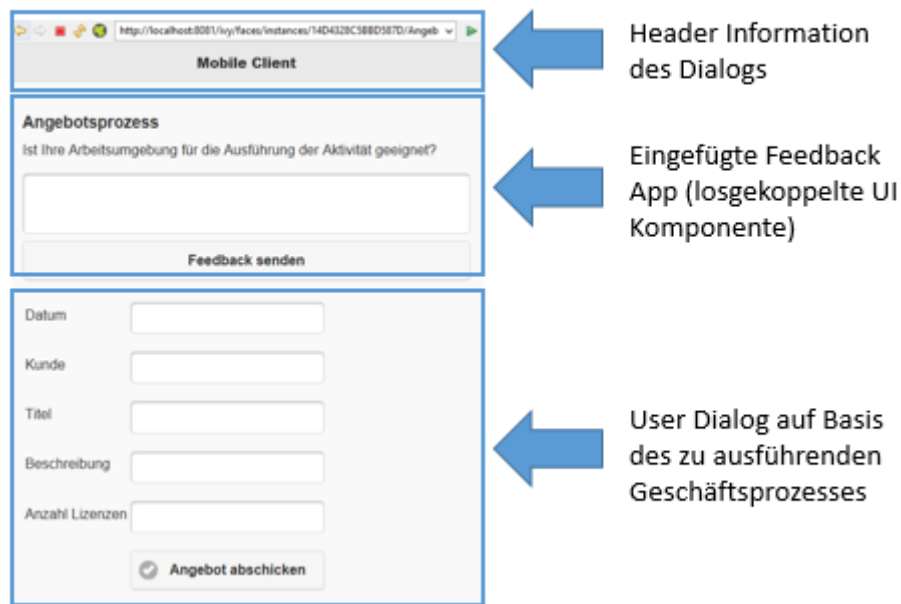 http://localhost:8081/ivy/faces/instances/14D4328C5BBD587D/Angeb
Mobile Client
Header Information
des Dialogs
Angebotsprozess
Ist Ihre Arbeitsumgebung für die Ausführung der Aktivität geeignet?
Feedback senden
Eingefügte Feedback
App (losgekoppelte UI
Komponente)
Datum
Kunde
Titel
Beschreibung
Anzahl Lizenzen
Angebot abschicken
User Dialog auf Basis
des zu ausführenden
Geschäftsprozesses